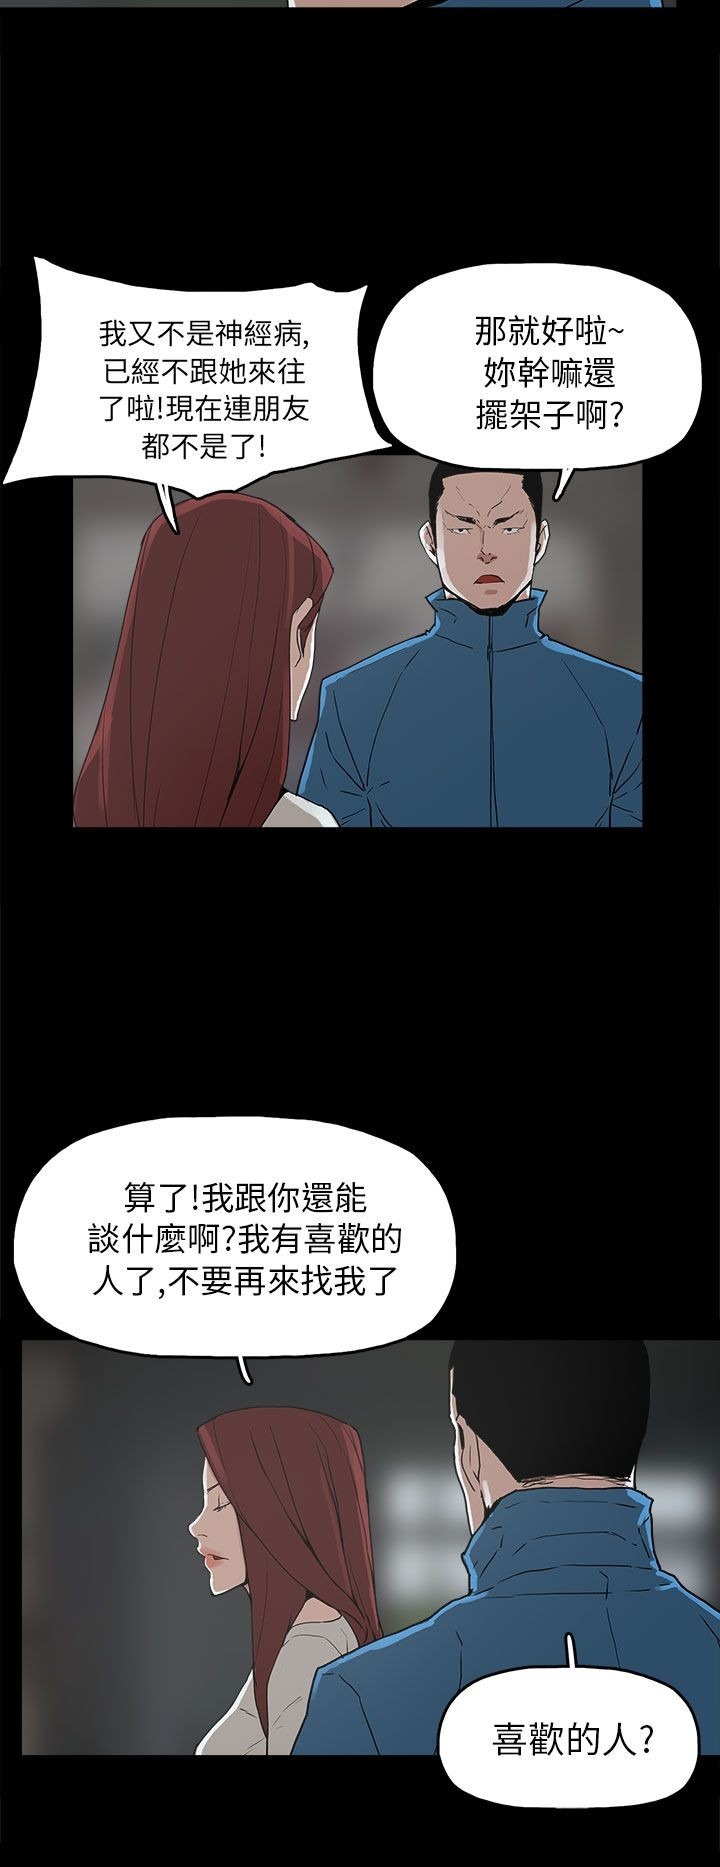 我又不是神經病,
已經不跟她來往
了啦!現在連朋友
都不是了!
那就好啦~
妳幹嘛還
擺架子啊?
算了!我跟你還能
談什麼啊?我有喜歡的
人了,不要再來找我了
喜歡的人?